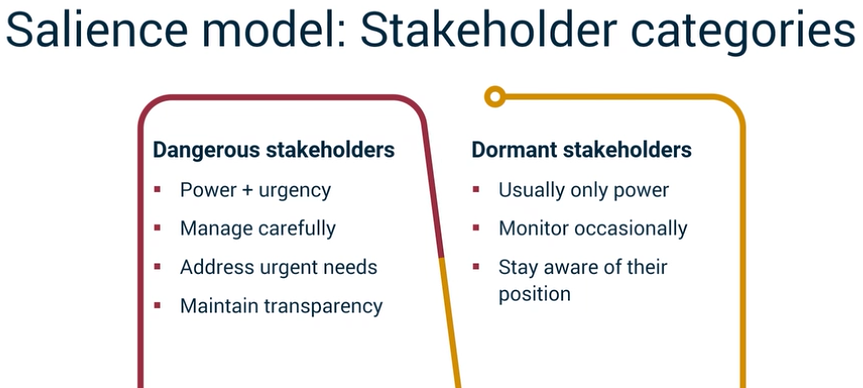 Salience model: Stakeholder categories
Dangerous stakeholders
Power + urgency
Manage carefully
Address urgent needs
Maintain transparency
Dormant stakeholders
Usually only power
Monitor occasionally
Stay aware of their
position